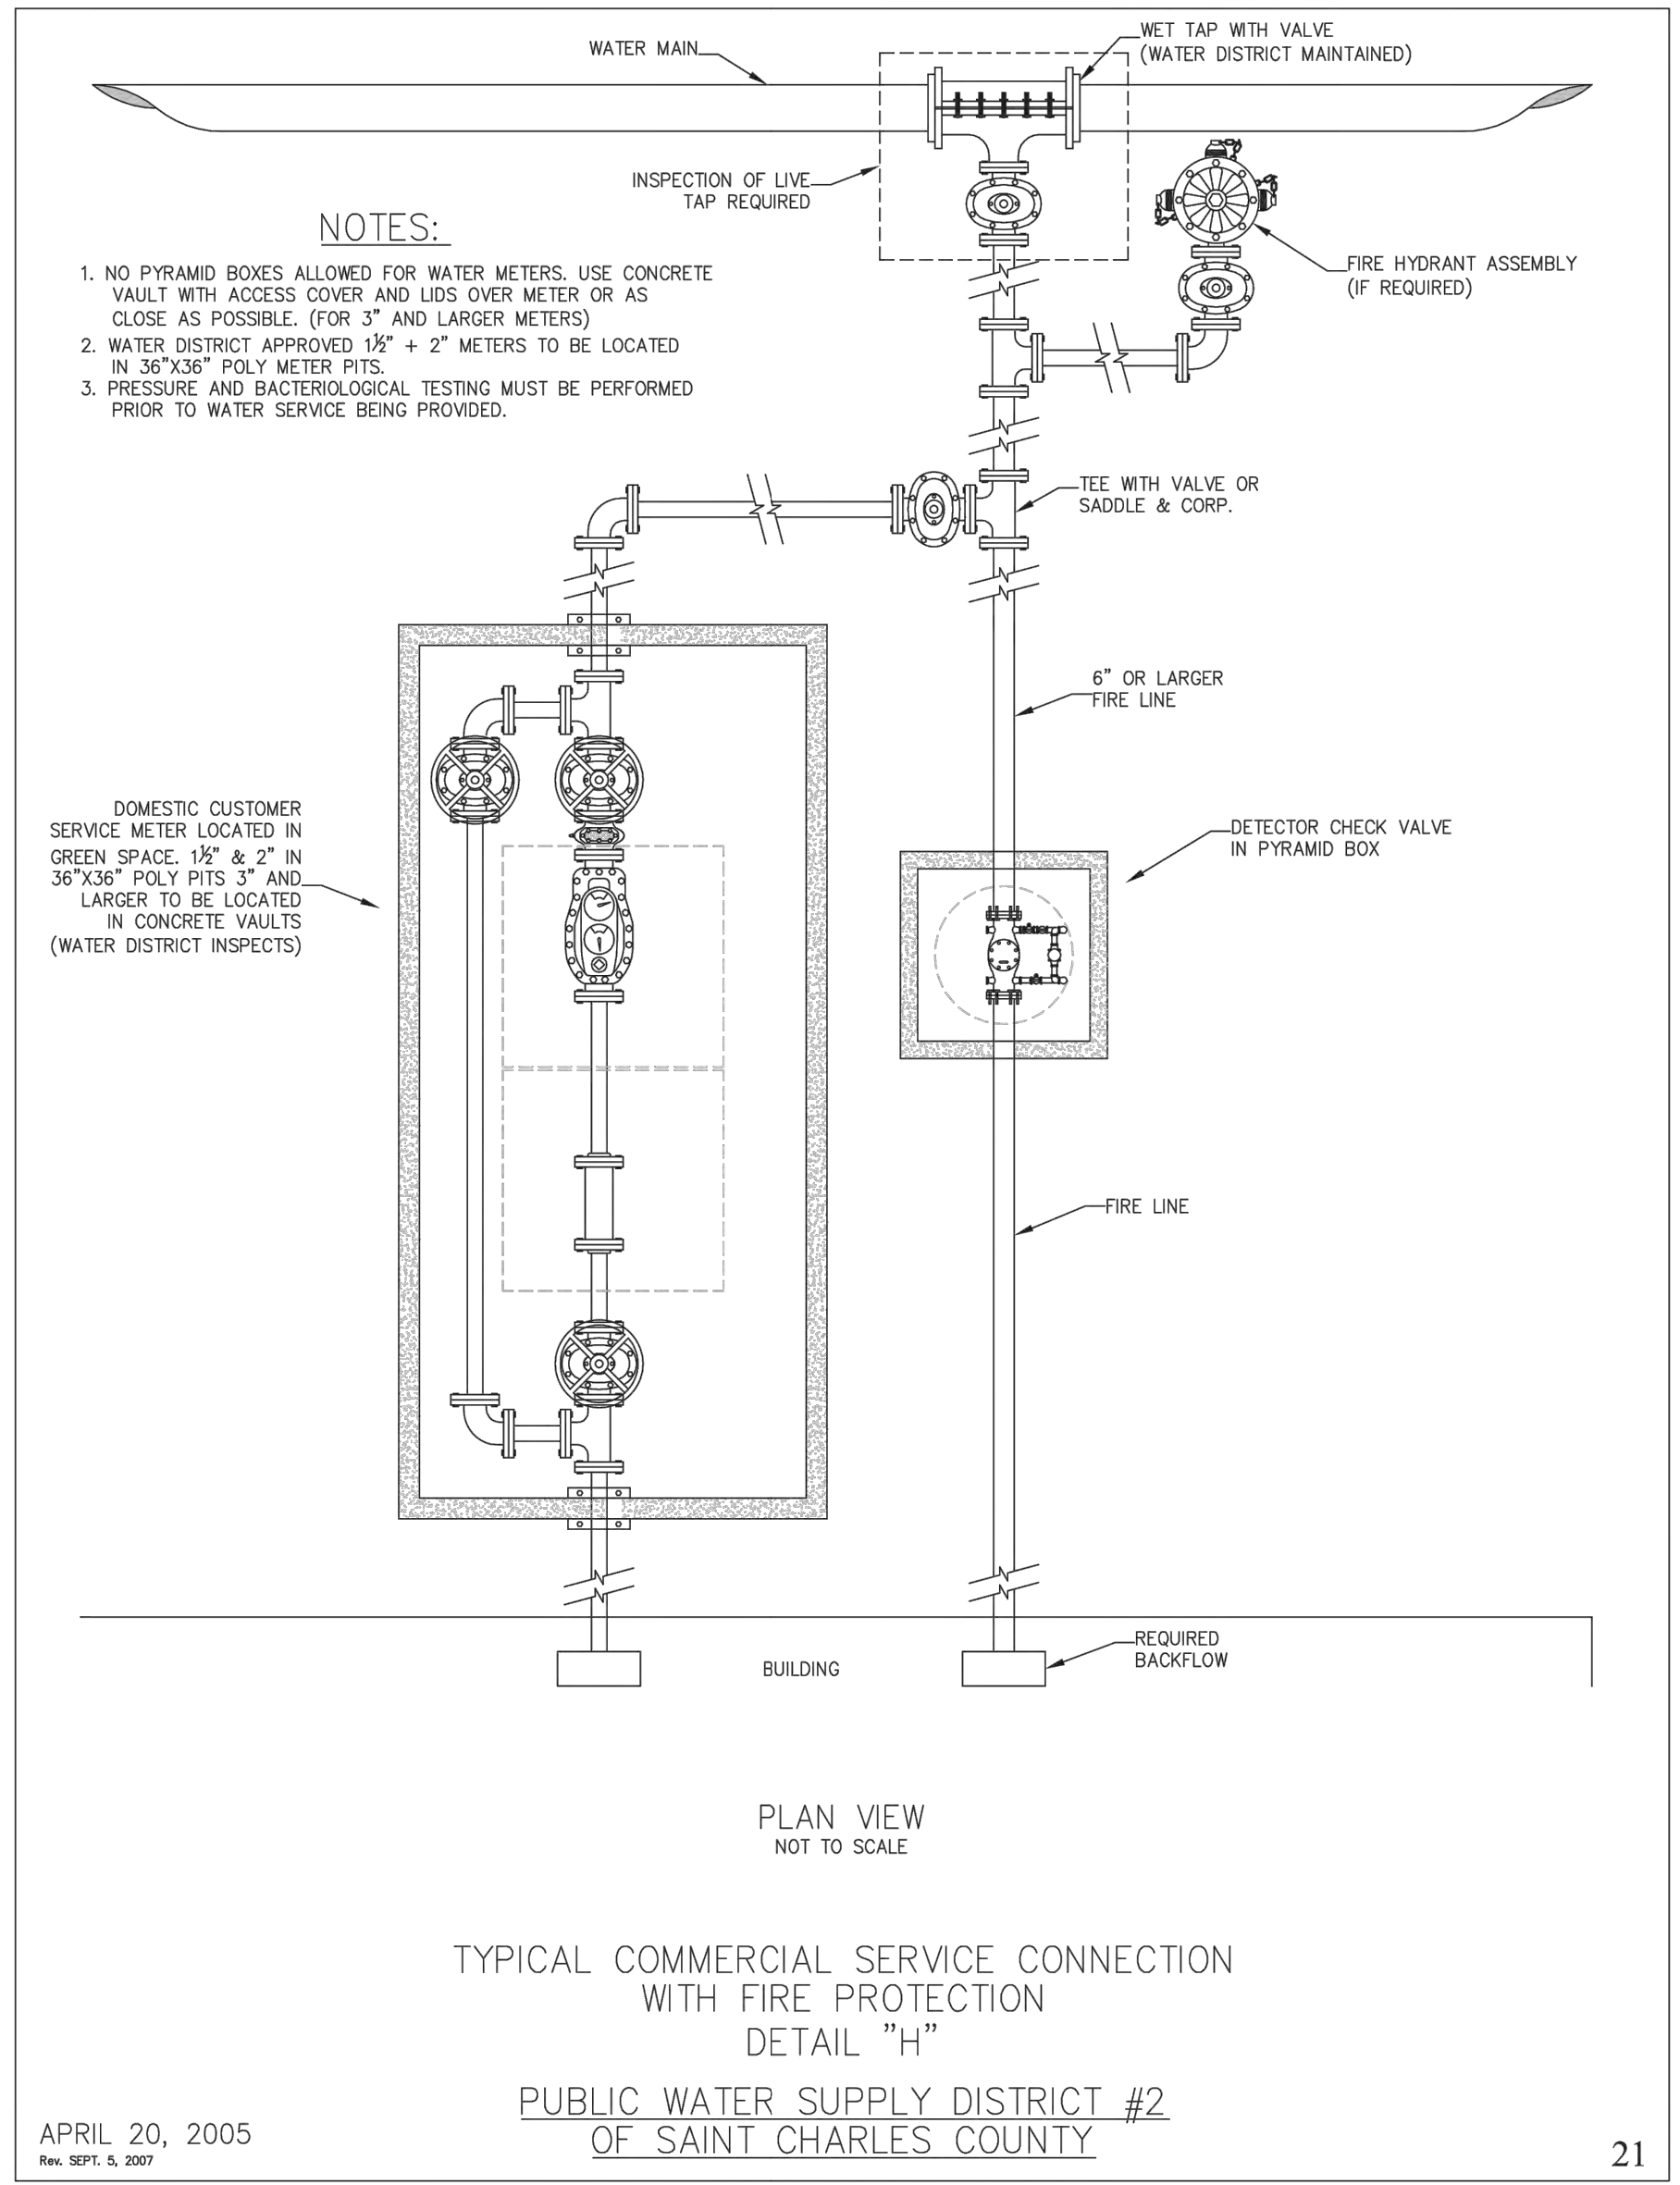 WATER MAIN
WET TAP WITH VALVE
(WATER DISTRICT MAINTAINED)
INSPECTION OF LIVE
TAP REQUIRED
FIRE HYDRANT ASSEMBLY
(IF REQUIRED)
NOTES:
1. NO PYRAMID BOXES ALLOWED FOR WATER METERS. USE CONCRETE
VAULT WITH ACCESS COVER AND LIDS OVER METER OR AS
CLOSE AS POSSIBLE. (FOR 3" AND LARGER METERS)
2. WATER DISTRICT APPROVED 1½" + 2" METERS TO BE LOCATED
IN 36"X36" POLY METER PITS.
3. PRESSURE AND BACTERIOLOGICAL TESTING MUST BE PERFORMED
PRIOR TO WATER SERVICE BEING PROVIDED.
TEE WITH VALVE OR
SADDLE & CORP.
6" OR LARGER
FIRE LINE
DOMESTIC CUSTOMER
SERVICE METER LOCATED IN
GREEN SPACE. 1½" & 2" IN
36"X36" POLY PITS 3" AND
LARGER TO BE LOCATED
IN CONCRETE VAULTS
(WATER DISTRICT INSPECTS)
DETECTOR CHECK VALVE
IN PYRAMID BOX
FIRE LINE
REQUIRED
BACKFLOW
BUILDING
PLAN VIEW
NOT TO SCALE
TYPICAL COMMERCIAL SERVICE CONNECTION
WITH FIRE PROTECTION
DETAIL "H"
PUBLIC WATER SUPPLY DISTRICT #2
OF SAINT CHARLES COUNTY
APRIL 20, 2005
Rev. SEPT. 5, 2007
21